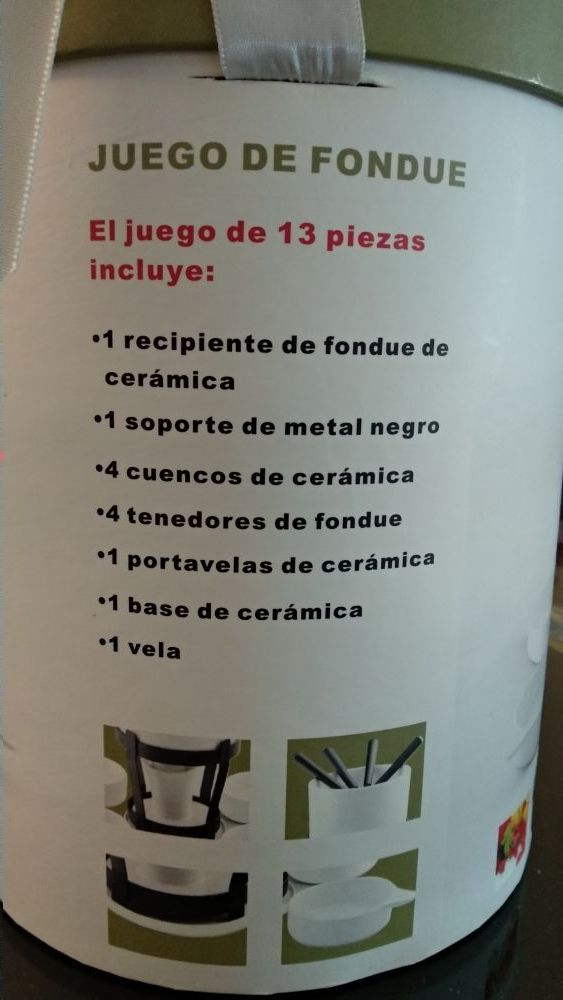 JUEGO DE FONDUE
El juego de 13 piezas
incluye:
•1 recipiente de fondue de
cerámica
•1 soporte de metal negro
•4 cuencos de cerámica
•4 tenedores de fondue
•1 portavelas de cerámica
•1 base de cerámica
•1 vela